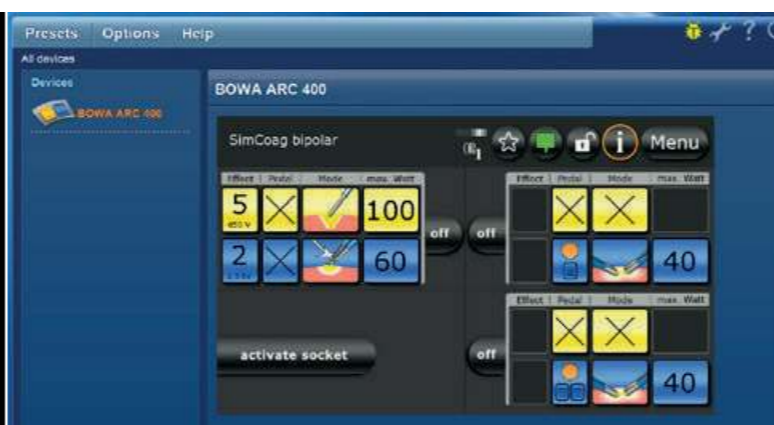 Presets Options Help
?
All devices
Devices
BOWA ARC 400
BOWA ARC 400
SimCoag bipolar
i Menu
Effect Pedal Mode max. Watt
Effect Pedal Mode max. Watt
5
100
off
off
2
60
40
Effect Pedal Mode max. Watt
activate socket
off
40